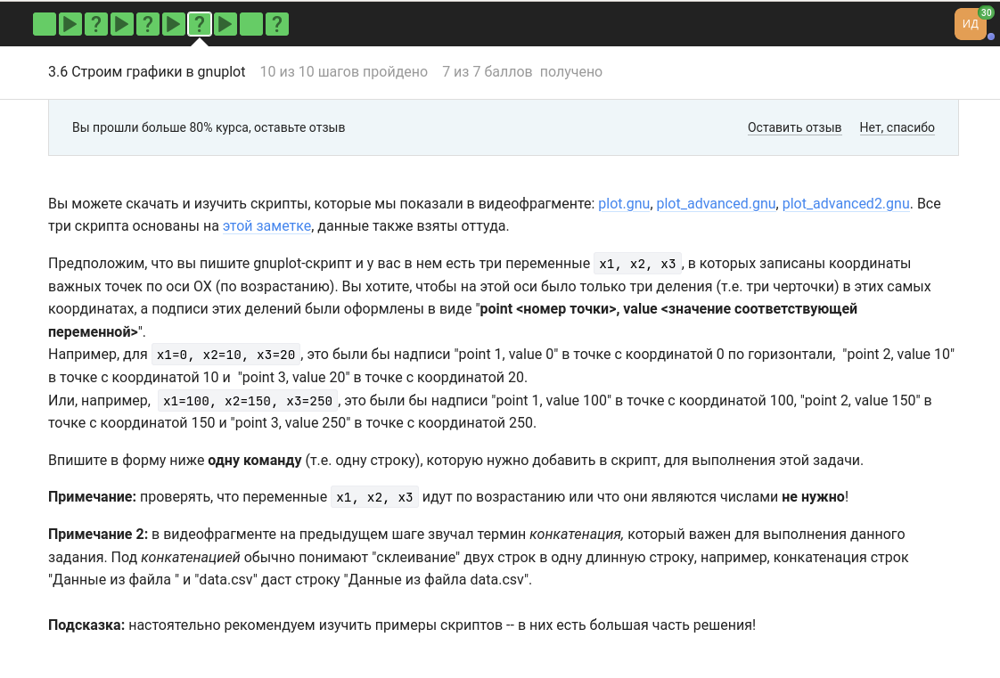 ? ? ? ?
ИД 30
3.6 Строим графики в gnuplot 10 из 10 шагов пройдено 7 из 7 баллов получено
Вы прошли больше 80% курса, оставьте отзыв Оставить отзыв Нет, спасибо
Вы можете скачать и изучить скрипты, которые мы показали в видеофрагменте: plot.gnu, plot_advanced.gnu, plot_advanced2.gnu. Все
три скрипта основаны на этой заметке, данные также взяты оттуда.
Предположим, что вы пишите gnuplot-скрипт и у вас в нем есть три переменные x1, x2, x3, в которых записаны координаты
важных точек по оси OX (по возрастанию). Вы хотите, чтобы на этой оси было только три деления (т.е. три черточки) в этих самых
координатах, а подписи этих делений были оформлены в виде "point <номер точки>, value <значение соответствующей
переменной>".
Например, для x1=0, x2=10, x3=20, это были бы надписи "point 1, value 0" в точке с координатой 0 по горизонтали, "point 2, value 10"
в точке с координатой 10 и "point 3, value 20" в точке с координатой 20.
Или, например, x1=100, x2=150, x3=250, это были бы надписи "point 1, value 100" в точке с координатой 100, "point 2, value 150" в
точке с координатой 150 и "point 3, value 250" в точке с координатой 250.
Впишите в форму ниже одну команду (т.е. одну строку), которую нужно добавить в скрипт, для выполнения этой задачи.
Примечание: проверять, что переменные x1, x2, x3 идут по возрастанию или что они являются числами не нужно!
Примечание 2: в видеофрагменте на предыдущем шаге звучал термин конкатенация, который важен для выполнения данного
задания. Под конкатенацией обычно понимают "склеивание" двух строк в одну длинную строку, например, конкатенация строк
"Данные из файла " и "data.csv" даст строку "Данные из файла data.csv".
Подсказка: настоятельно рекомендуем изучить примеры скриптов -- в них есть большая часть решения!